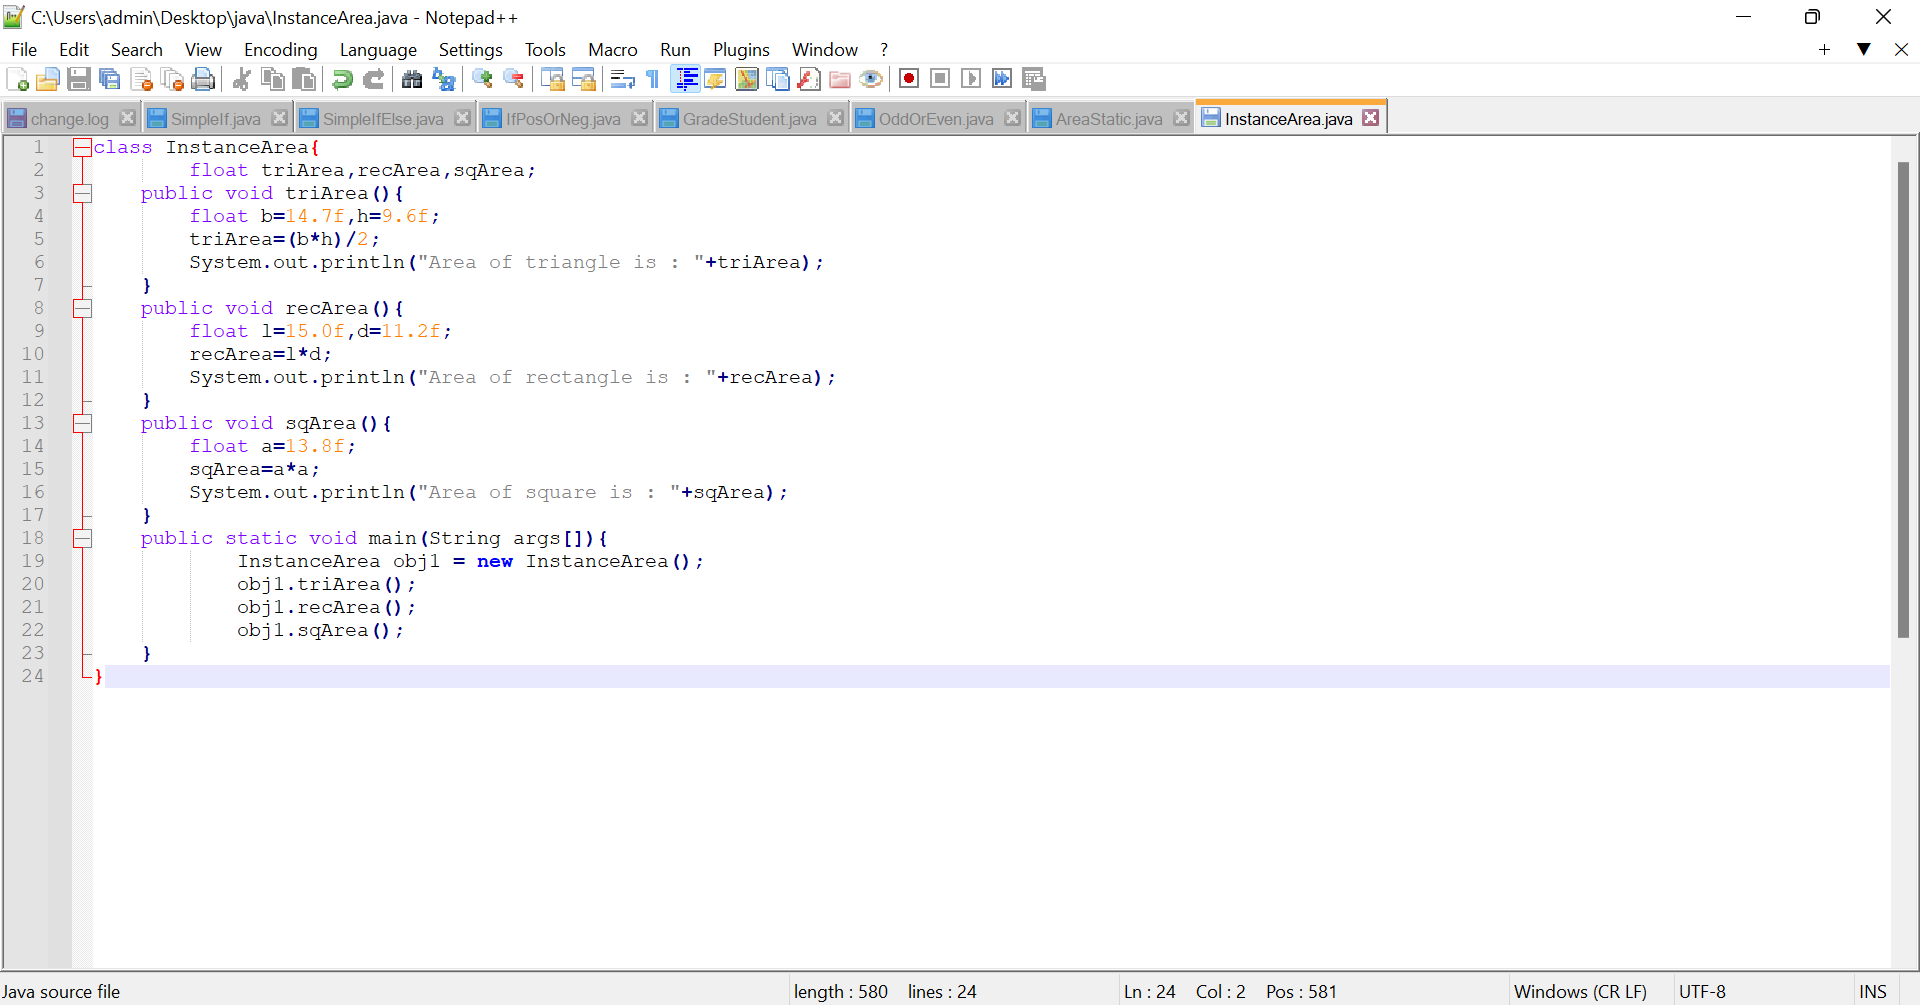 C:\Users\admin\Desktop\java\InstanceArea.java - Notepad++
File Edit Search View Encoding Language Settings Tools Macro Run Plugins Window ?
change.log SimpleIf.java SimpleIfElse.java IfPosOrNeg.java GradeStudent.java OddOrEven.java AreaStatic.java InstanceArea.java
1 class InstanceArea{
2 float triArea,recArea,sqArea;
3 public void triArea(){
4 float b=14.7f,h=9.6f;
5 triArea=(b*h)/2;
6 System.out.println("Area of triangle is : "+triArea);
7 }
8 public void recArea(){
9 float l=15.0f,d=11.2f;
10 recArea=l*d;
11 System.out.println("Area of rectangle is : "+recArea);
12 }
13 public void sqArea(){
14 float a=13.8f;
15 sqArea=a*a;
16 System.out.println("Area of square is : "+sqArea);
17 }
18 public static void main(String args[]){
19 InstanceArea obj1 = new InstanceArea();
20 obj1.triArea();
21 obj1.recArea();
22 obj1.sqArea();
23 }
24 }
Java source file length : 580 lines : 24 Ln : 24 Col : 2 Pos : 581 Windows (CR LF) UTF-8 INS